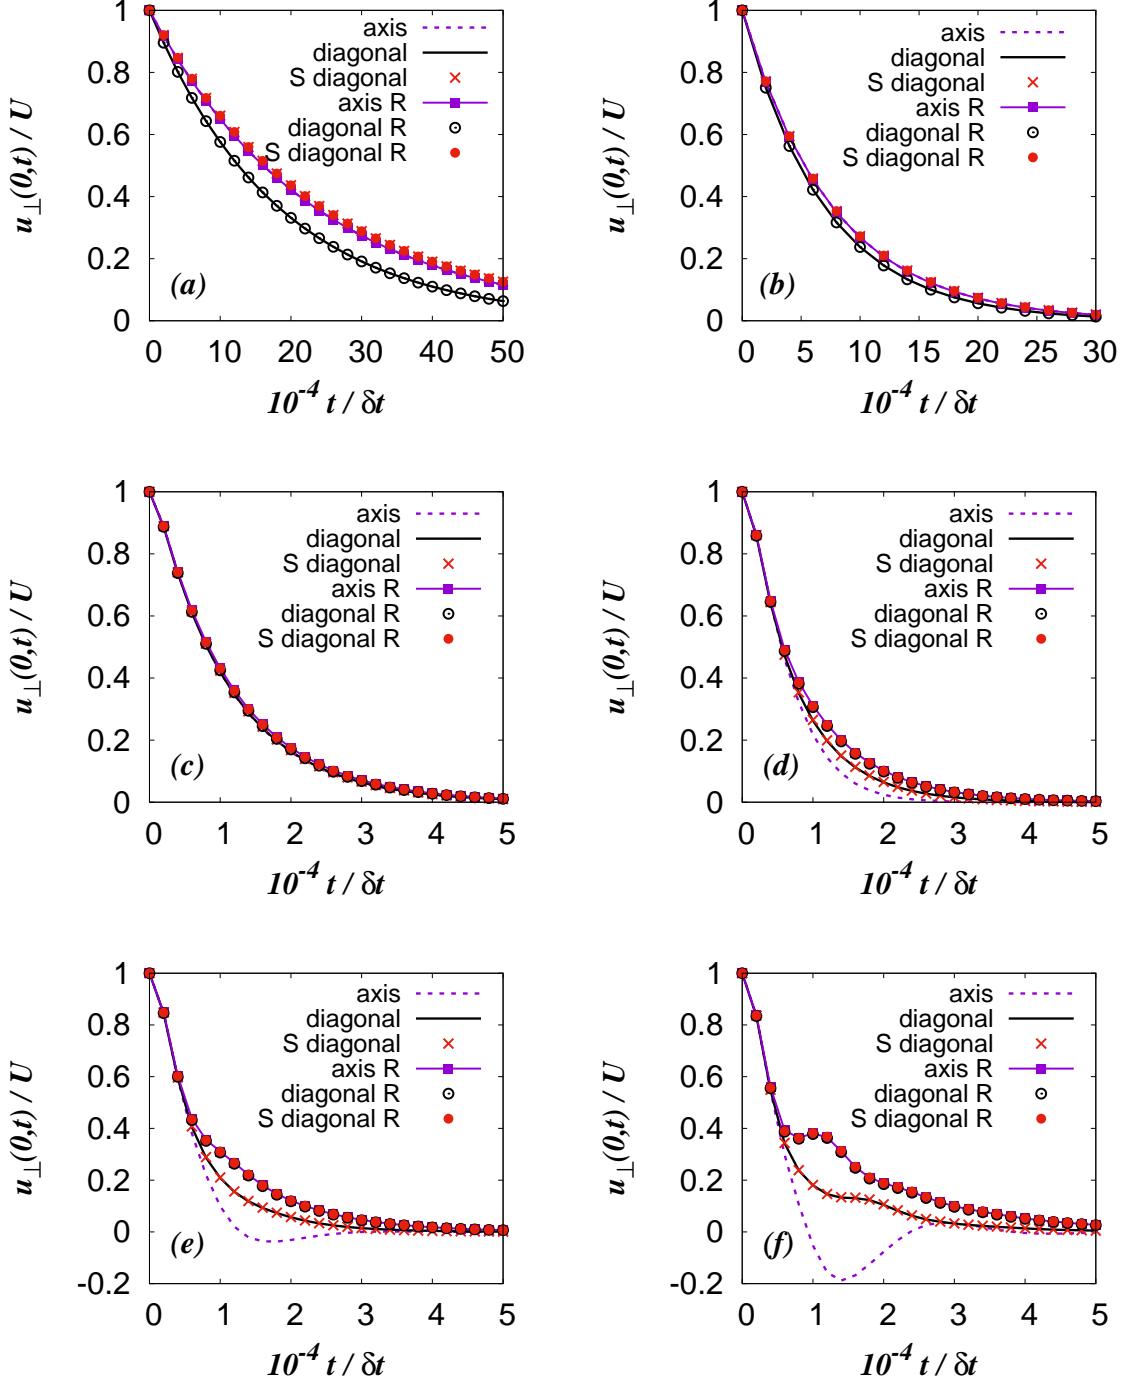 1
0.8
0.6
0.4
0.2
0
0 10 20 30 40 50
u⊥(0,t) / U
10⁻⁴ t / δt
axis
diagonal
S diagonal
axis R
diagonal R
S diagonal R
(a)
1
0.8
0.6
0.4
0.2
0
0 5 10 15 20 25 30
u⊥(0,t) / U
10⁻⁴ t / δt
axis
diagonal
S diagonal
axis R
diagonal R
S diagonal R
(b)
1
0.8
0.6
0.4
0.2
0
0 1 2 3 4 5
u⊥(0,t) / U
10⁻⁴ t / δt
axis
diagonal
S diagonal
axis R
diagonal R
S diagonal R
(c)
1
0.8
0.6
0.4
0.2
0
0 1 2 3 4 5
u⊥(0,t) / U
10⁻⁴ t / δt
axis
diagonal
S diagonal
axis R
diagonal R
S diagonal R
(d)
1
0.8
0.6
0.4
0.2
0
-0.2
0 1 2 3 4 5
u⊥(0,t) / U
10⁻⁴ t / δt
axis
diagonal
S diagonal
axis R
diagonal R
S diagonal R
(e)
1
0.8
0.6
0.4
0.2
0
-0.2
0 1 2 3 4 5
u⊥(0,t) / U
10⁻⁴ t / δt
axis
diagonal
S diagonal
axis R
diagonal R
S diagonal R
(f)